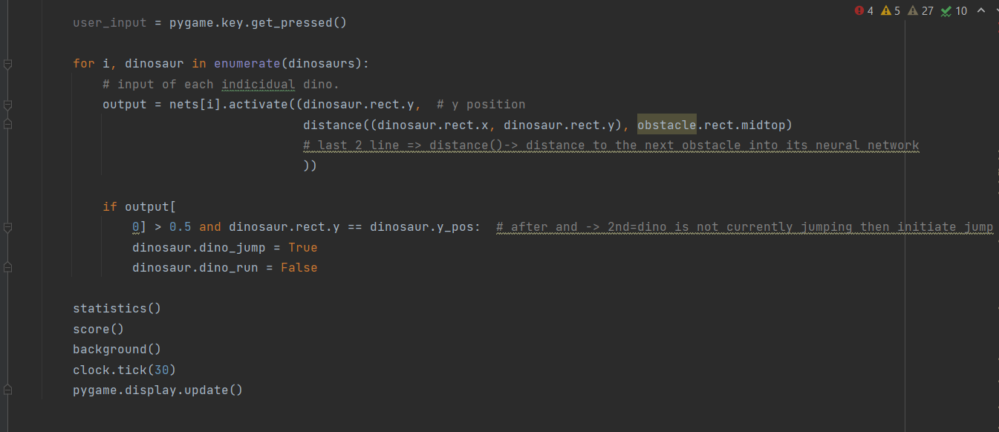 4 5 27 10
user_input = pygame.key.get_pressed()
for i, dinosaur in enumerate(dinosaurs):
# input of each indicidual dino.
output = nets[i].activate((dinosaur.rect.y,  # y position
distance((dinosaur.rect.x, dinosaur.rect.y), obstacle.rect.midtop)
# last 2 line => distance()-> distance to the next obstacle into its neural network
))
if output[
0] > 0.5 and dinosaur.rect.y == dinosaur.y_pos:  # after and -> 2nd=dino is not currently jumping then initiate jump
dinosaur.dino_jump = True
dinosaur.dino_run = False
statistics()
score()
background()
clock.tick(30)
pygame.display.update()